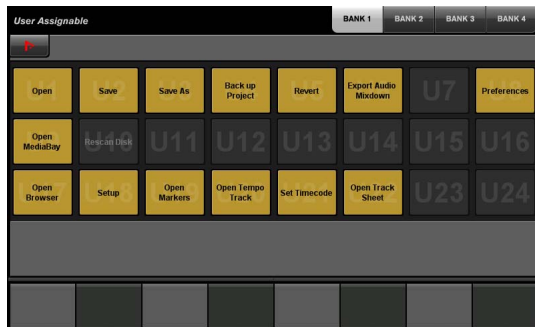 User Assignable
BANK 1
BANK 2
BANK 3
BANK 4
Open
Save
Save As
Back up
Project
Revert
Export Audio
Mixdown
U7
Preferences
Open
MediaBay
Rescan Disk
U11
U12
U13
U14
U15
U16
Open
Browser
Setup
Open
Markers
Open Tempo
Track
Set Timecode
Open Track
Sheet
U23
U24